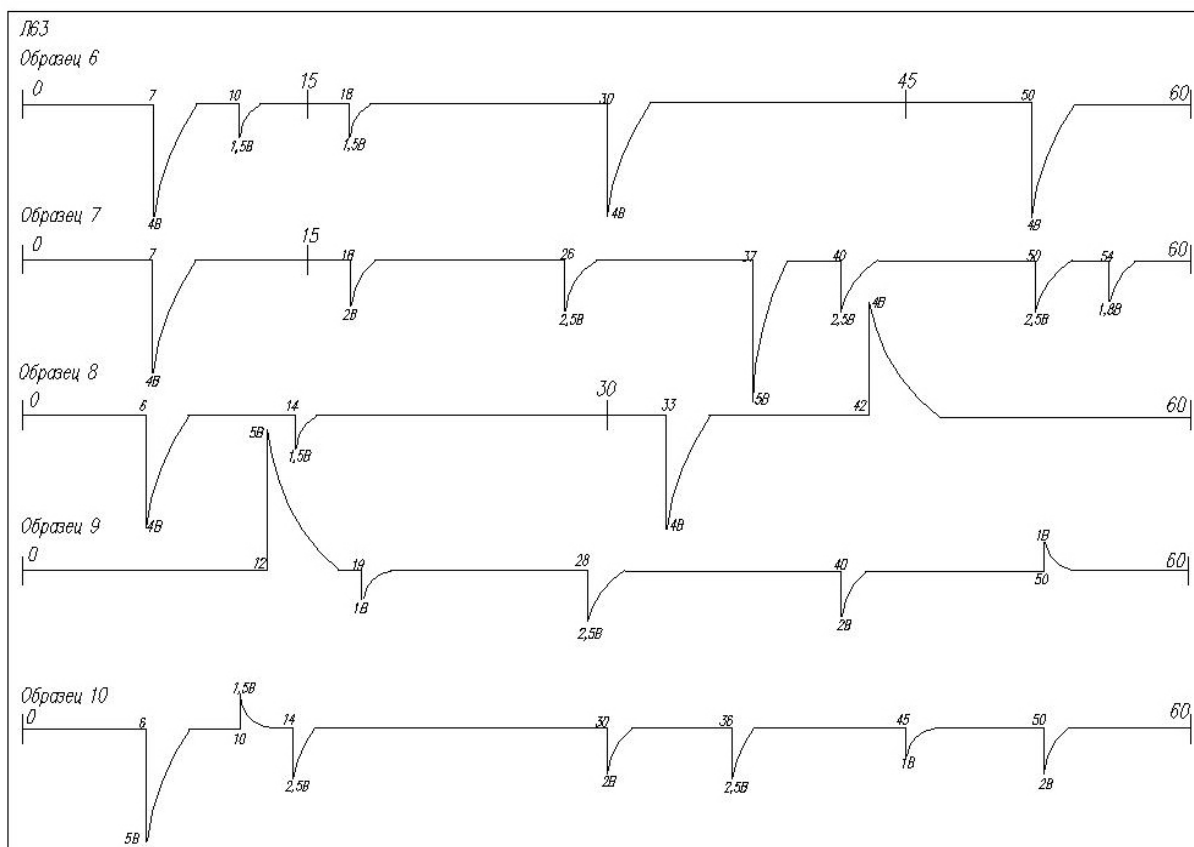 Л63
Образец 6
0 7 10 15 18 30 45 50 60
4В 1,5В 1,5В 4В 4В
Образец 7
0 7 15 18 26 37 40 50 54 60
4В 2В 2,5В 5В 2,5В 2,5В 1,8В
Образец 8
4В
0 6 14 30 33 42 60
4В 1,5В 4В
Образец 9
5В 1В
0 12 19 28 40 50 60
1В 2,5В 2В
Образец 10
1,5В
0 6 10 14 30 36 45 50 60
5В 2,5В 2В 2,5В 1В 2В